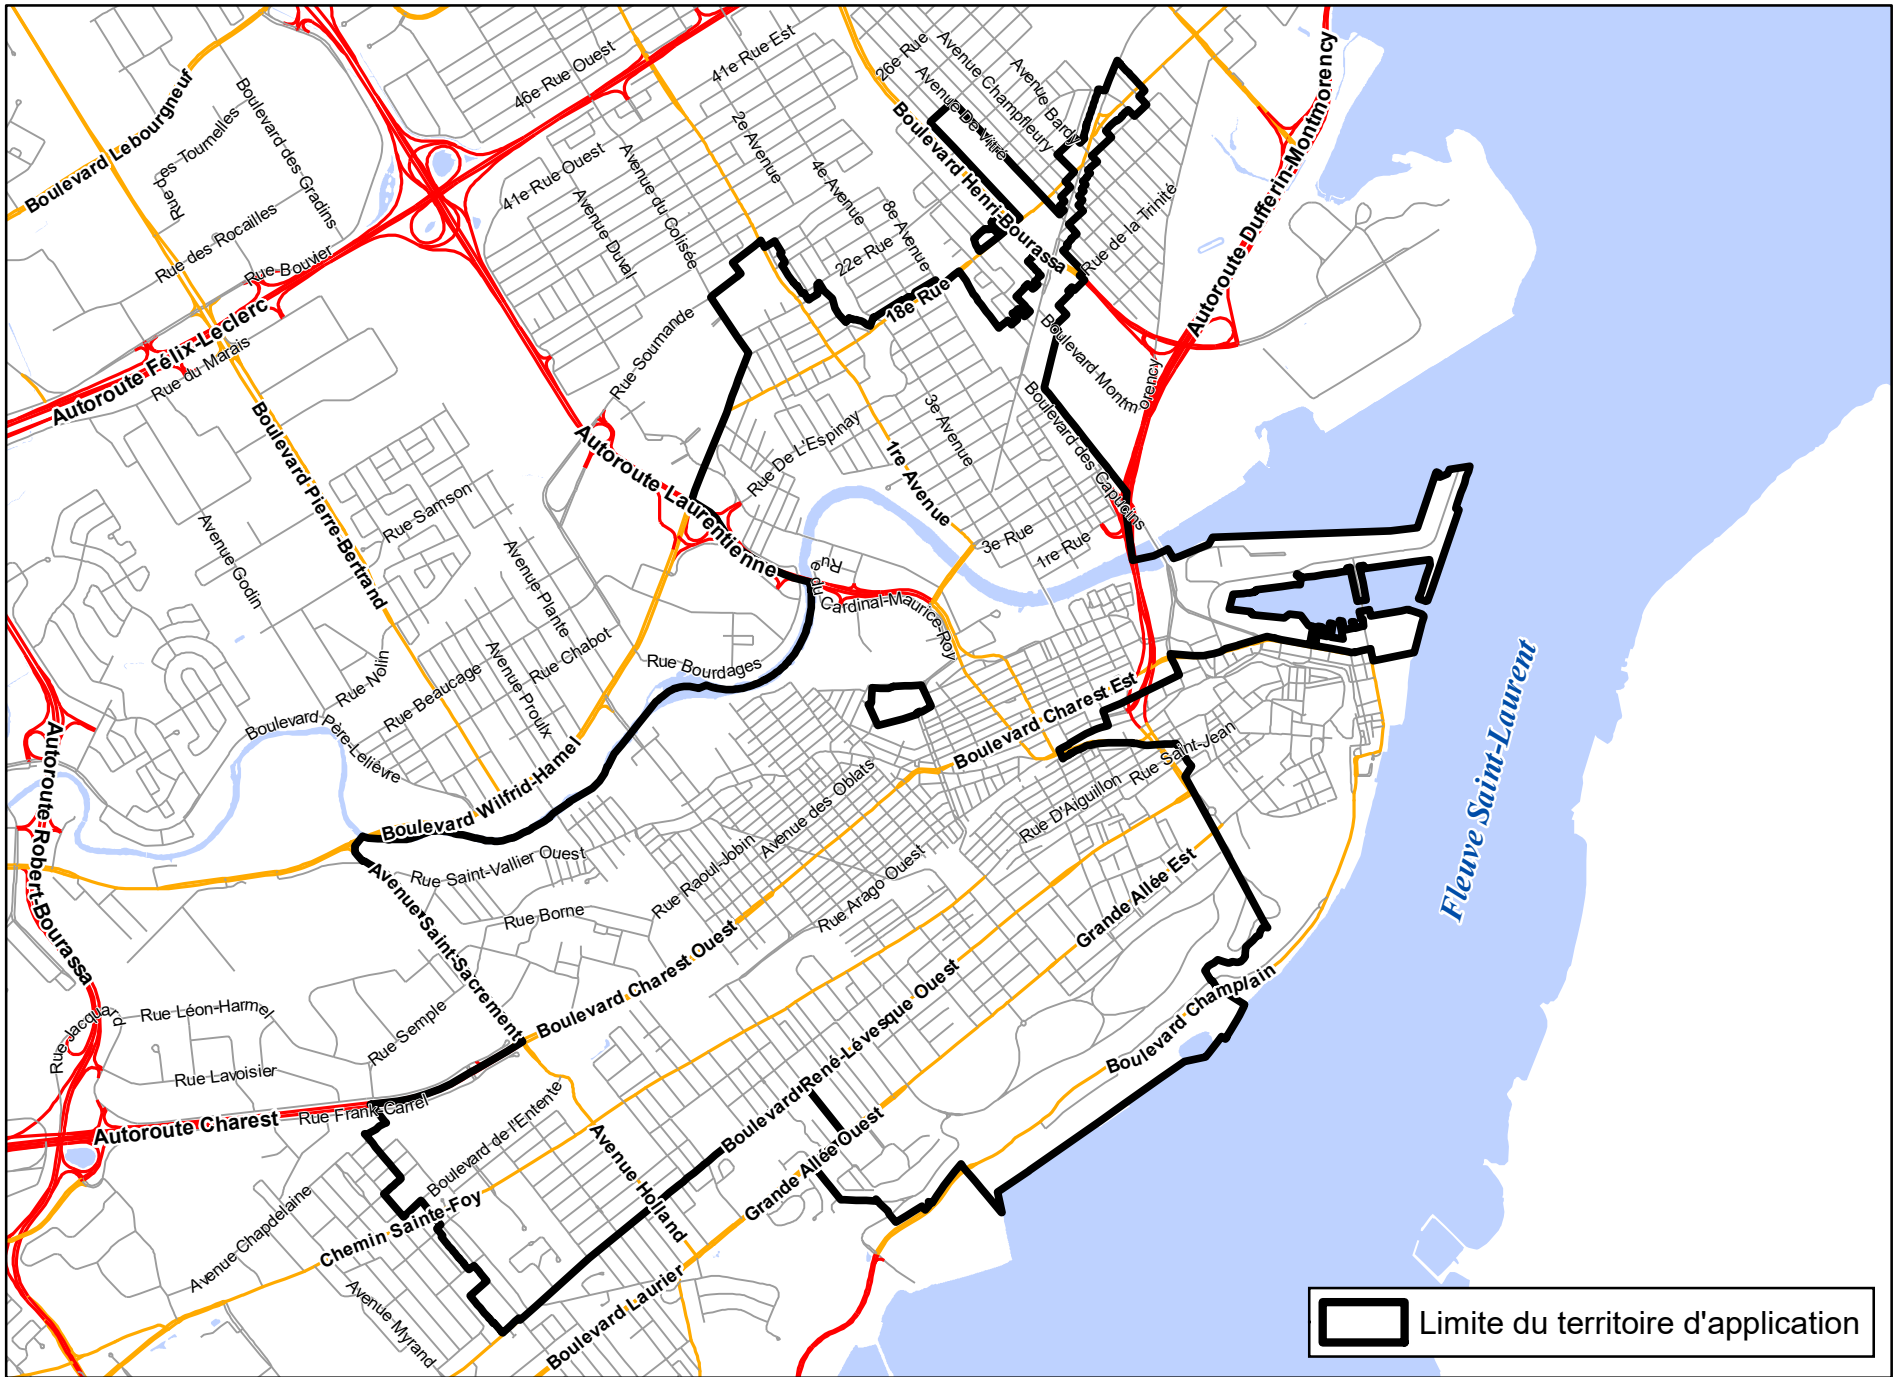 Boulevard Lebourgneuf
Rue des Tournelles
Boulevard des Gradins
Rue des Rocailles
Rue Bouvier
Autoroute Félix-Leclerc
Rue du Marais
46e Rue Ouest
41e Rue Est
41e Rue Ouest
Avenue du Colisée
Avenue Duval
2e Avenue
4e Avenue
8e Avenue
22e Rue
18e Rue
26e Rue
Avenue Champfleury
Avenue De Vitré
Avenue Bardy
Boulevard Henri-Bourassa
Rue de la Trinité
Autoroute Dufferin-Montmorency
Boulevard Montmorency
Boulevard des Capucins
Rue Soumande
Autoroute Laurentienne
Rue De L'Espinay
1re Avenue
3e Avenue
3e Rue
1re Rue
Boulevard Pierre-Bertrand
Rue Samson
Avenue Godin
Avenue Plante
Rue Chabot
Avenue Proulx
Rue Beaucage
Rue Nolin
Boulevard Père-Lelièvre
Boulevard Wilfrid-Hamel
Rue Bourdages
Rue du Cardinal-Maurice-Roy
Boulevard Charest Est
Rue Saint-Jean
Rue D'Aiguillon
Avenue des Oblats
Rue Raoul-Jobin
Rue Arago Ouest
Rue Saint-Vallier Ouest
Rue Borne
Avenue Saint-Sacrement
Boulevard Charest Ouest
Autoroute Robert-Bourassa
Rue Jacquard
Rue Léon-Harmel
Rue Semple
Rue Lavoisier
Autoroute Charest
Rue Frank-Carrel
Boulevard de l'Entente
Chemin Sainte-Foy
Avenue Chapdelaine
Avenue Myrand
Avenue Holland
Boulevard René-Lévesque Ouest
Grande Allée Est
Grande Allée Ouest
Boulevard Laurier
Boulevard Champlain
Fleuve Saint-Laurent
Limite du territoire d'application